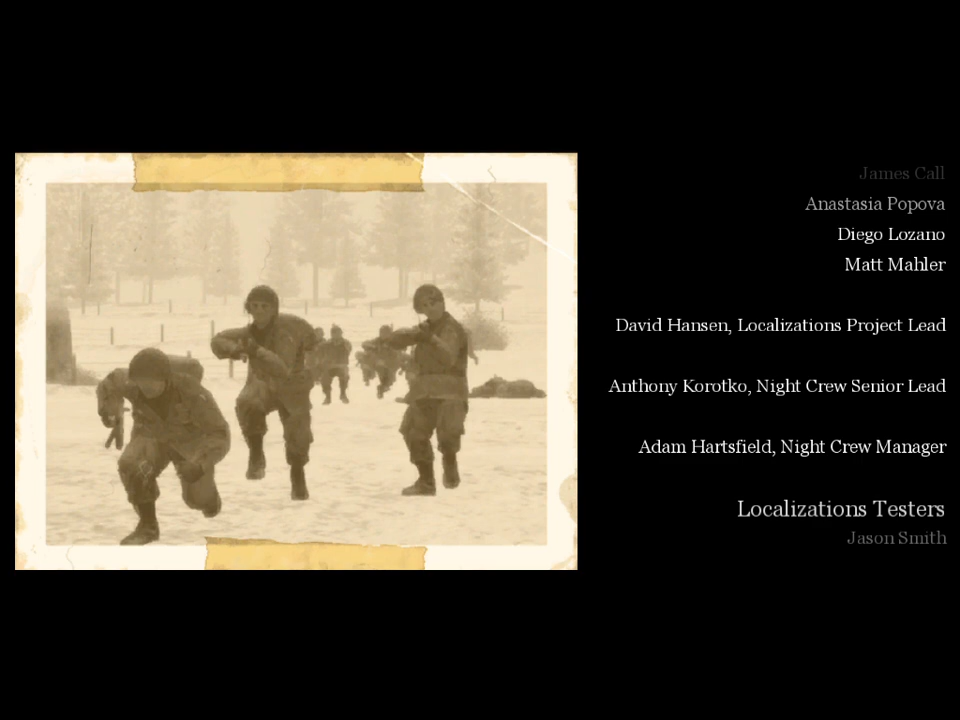 James Call
Anastasia Popova
Diego Lozano
Matt Mahler
David Hansen, Localizations Project Lead
Anthony Korotko, Night Crew Senior Lead
Adam Hartsfield, Night Crew Manager
Localizations Testers
Jason Smith